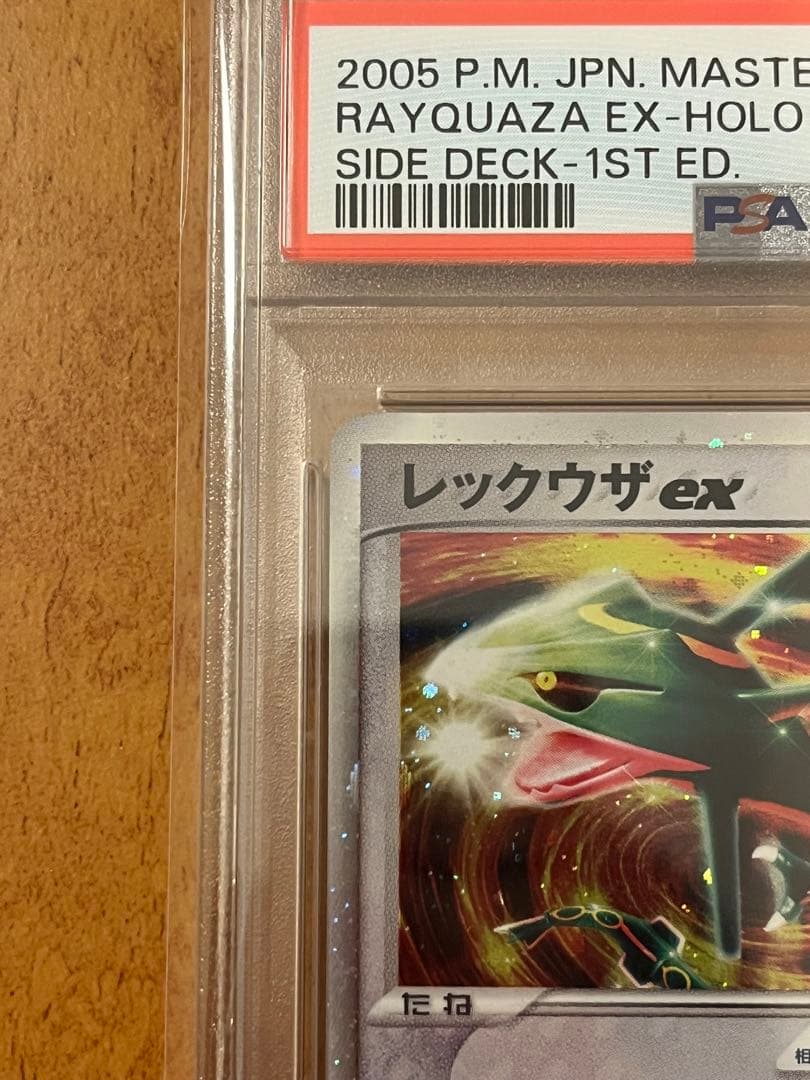 2005 P.M. JPN. MASTE
RAYQUAZA EX-HOLO
SIDE DECK-1ST ED.
PSA
レックウザex
たね
相